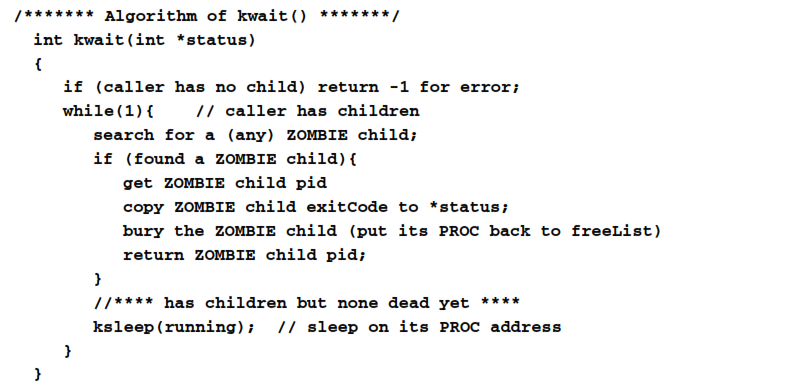 /******* Algorithm of kwait() *******/
int kwait(int *status)
{
if (caller has no child) return -1 for error;
while(1){ // caller has children
search for a (any) ZOMBIE child;
if (found a ZOMBIE child){
get ZOMBIE child pid
copy ZOMBIE child exitCode to *status;
bury the ZOMBIE child (put its PROC back to freeList)
return ZOMBIE child pid;
}
//**** has children but none dead yet ****
ksleep(running); // sleep on its PROC address
}
}